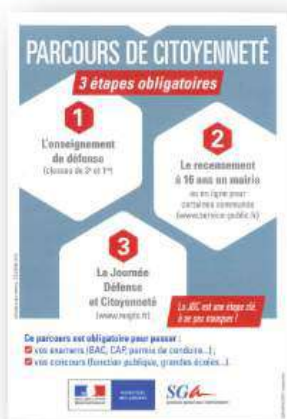 PARCOURS DE CITOYENNETÉ
3 étapes obligatoires
1
L'enseignement
de défense
(classes de 3e et 1re)
2
Le recensement
à 16 ans en mairie
ou en ligne pour
certaines communes
(www.service-public.fr)
3
La Journée
Défense
et Citoyenneté
La JDC est une étape clé
à ne pas manquer !
Ce parcours est obligatoire pour passer :
vos examens (BAC, CAP, permis de conduire...) ;
vos concours (fonction publique, grandes écoles...).
SGA